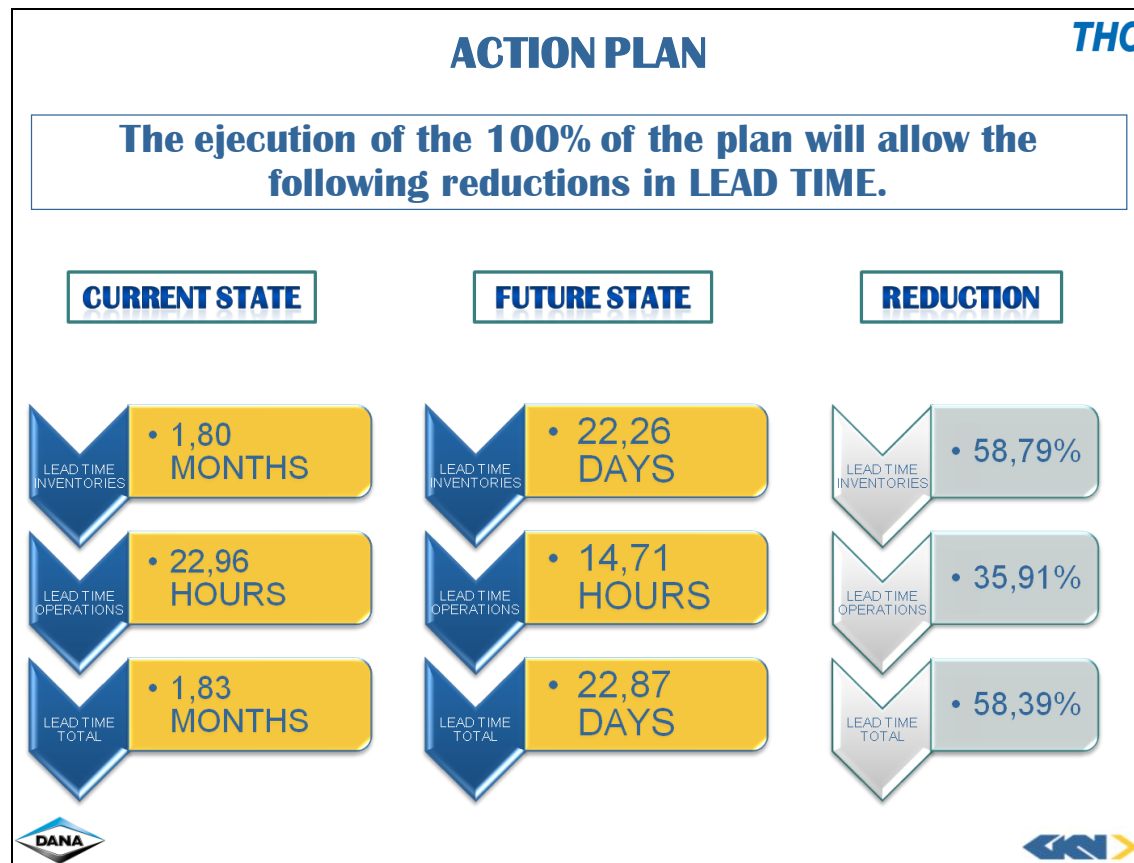 ACTION PLAN
THO
The ejecution of the 100% of the plan will allow the
following reductions in LEAD TIME.
CURRENT STATE
FUTURE STATE
REDUCTION
LEAD TIME
INVENTORIES
• 1,80
MONTHS
LEAD TIME
INVENTORIES
• 22,26
DAYS
LEAD TIME
INVENTORIES
• 58,79%
LEAD TIME
OPERATIONS
• 22,96
HOURS
LEAD TIME
OPERATIONS
• 14,71
HOURS
LEAD TIME
OPERATIONS
• 35,91%
LEAD TIME
TOTAL
• 1,83
MONTHS
LEAD TIME
TOTAL
• 22,87
DAYS
LEAD TIME
TOTAL
• 58,39%
DANA
GKN